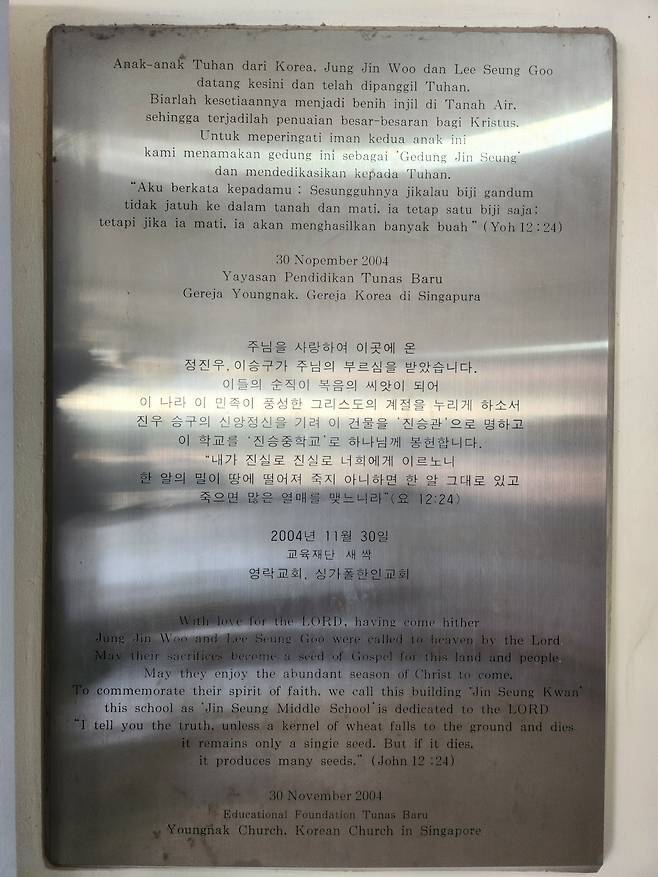 Anak-anak Tuhan dari Korea. Jung Jin Woo dan Lee Seung Goo
datang kesini dan telah dipanggil Tuhan.
Biarlah kesetiaannya menjadi benih injil di Tanah Air.
sehingga terjadilah penuaian besar-besaran bagi Kristus.
Untuk meperingati iman kedua anak ini
kami menamakan gedung ini sebagai 'Gedung Jin Seung'
dan mendedikasikan kepada Tuhan.
"Aku berkata kepadamu : Sesungguhnya jikalau biji gandum
tidak jatuh ke dalam tanah dan mati, ia tetap satu biji saja;
tetapi jika ia mati, ia akan menghasilkan banyak buah" (Yoh 12 : 24)
30 Nopember 2004
Yayasan Pendidikan Tunas Baru
Gereja Youngnak. Gereja Korea di Singapura
주님을 사랑하여 이곳에 온
정진우, 이승구가 주님의 부르심을 받았습니다.
이들의 순직이 복음의 씨앗이 되어
이 나라 이 민족이 풍성한 그리스도의 계절을 누리게 하소서
진우 승구의 신앙정신을 기려 이 건물을 '진승관'으로 명하고
이 학교를 '진승중학교'로 하나님께 봉헌합니다.
"내가 진실로 진실로 너희에게 이르노니
한 알의 밀이 땅에 떨어져 죽지 아니하면 한 알 그대로 있고
죽으면 많은 열매를 맺느니라"(요 12:24)
2004년 11월 30일
교육재단 새 싹
영락교회, 싱가폴한인교회
With love for the LORD, having come hither
Jung Jin Woo and Lee Seung Goo were called to heaven by the Lord.
May their sacrifices become a seed of Gospel for this land and people.
May they enjoy the abundant season of Christ to come.
To commemorate their spirit of faith, we call this building 'Jin Seung Kwan'
this school as 'Jin Seung Middle School' is dedicated to the LORD
"I tell you the truth, unless a kernel of wheat falls to the ground and dies
it remains only a singie seed. But if it dies,
it produces many seeds." (John 12 : 24)
30 November 2004
Educational Foundation Tunas Baru
Youngnak Church, Korean Church in Singapore